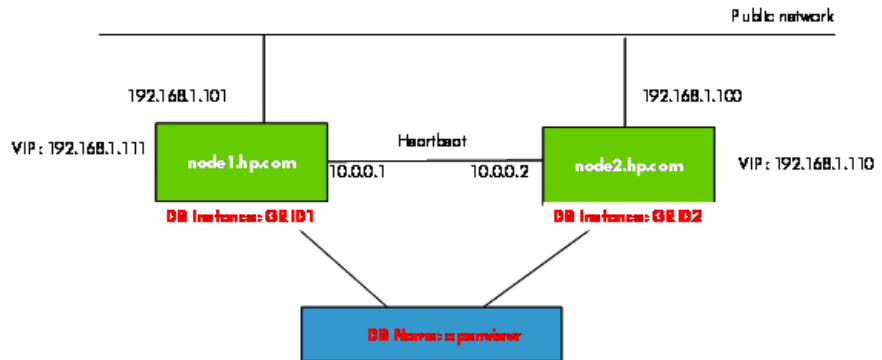 Public network
192.168.1.101
192.168.1.100
VIP: 192.168.1.111
node1.hp.com
Heartbeat
10.0.0.1
10.0.0.2
node2.hp.com
VIP: 192.168.1.110
DB Instance: GRID1
DB Instance: GRID2
DB Name: